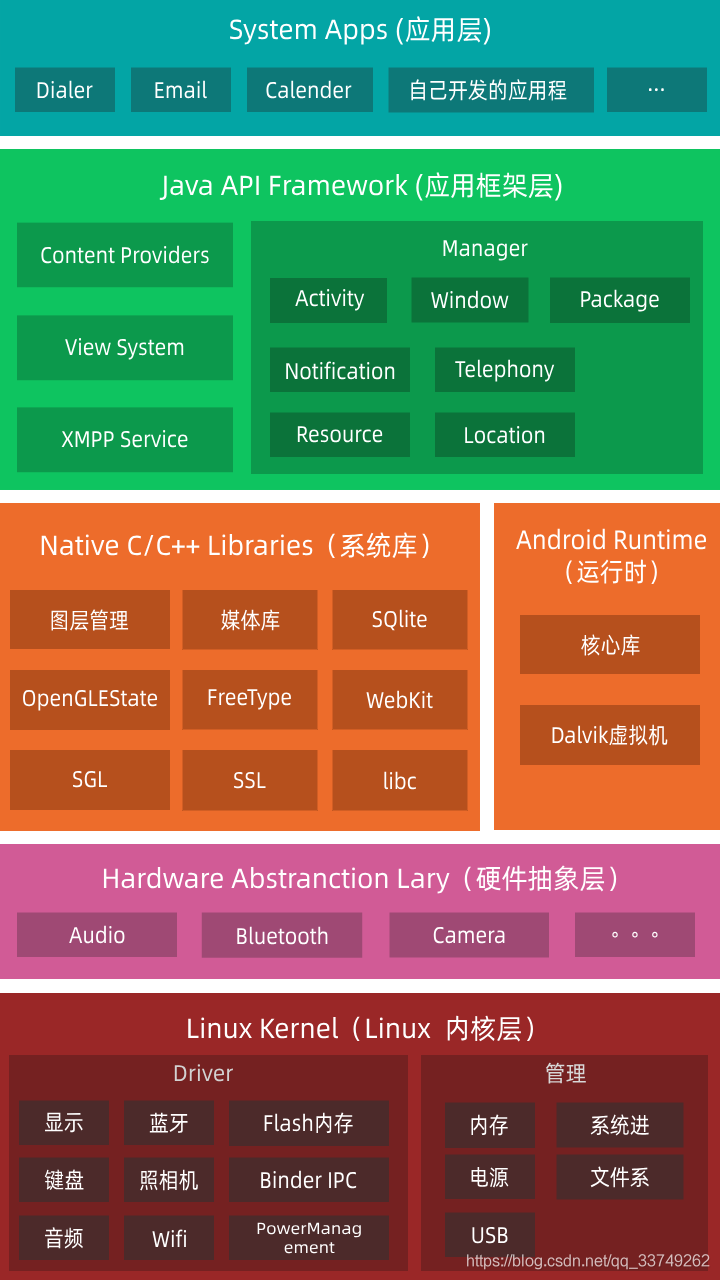 System Apps (应用层)
Dialer
Email
Calender
自己开发的应用程
...
Java API Framework (应用框架层)
Content Providers
View System
XMPP Service
Manager
Activity
Window
Package
Notification
Telephony
Resource
Location
Native C/C++ Libraries（系统库）
图层管理
媒体库
SQlite
OpenGLEState
FreeType
WebKit
SGL
SSL
libc
Android Runtime
（运行时）
核心库
Dalvik虚拟机
Hardware Abstranction Lary（硬件抽象层）
Audio
Bluetooth
Camera
。。。
Linux Kernel（Linux 内核层）
Driver
显示
蓝牙
Flash内存
键盘
照相机
Binder IPC
音频
Wifi
PowerManag
ement
管理
内存
系统进
电源
文件系
USB
https://blog.csdn.net/qq_33749262